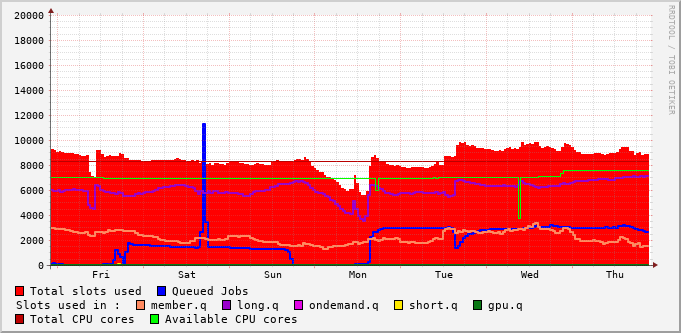 RRDTOOL / TOBI OETIKER
20000
18000
16000
14000
12000
10000
8000
6000
4000
2000
0
Fri Sat Sun Mon Tue Wed Thu
Total slots used Queued Jobs
Slots used in : member.q long.q ondemand.q short.q gpu.q
Total CPU cores Available CPU cores